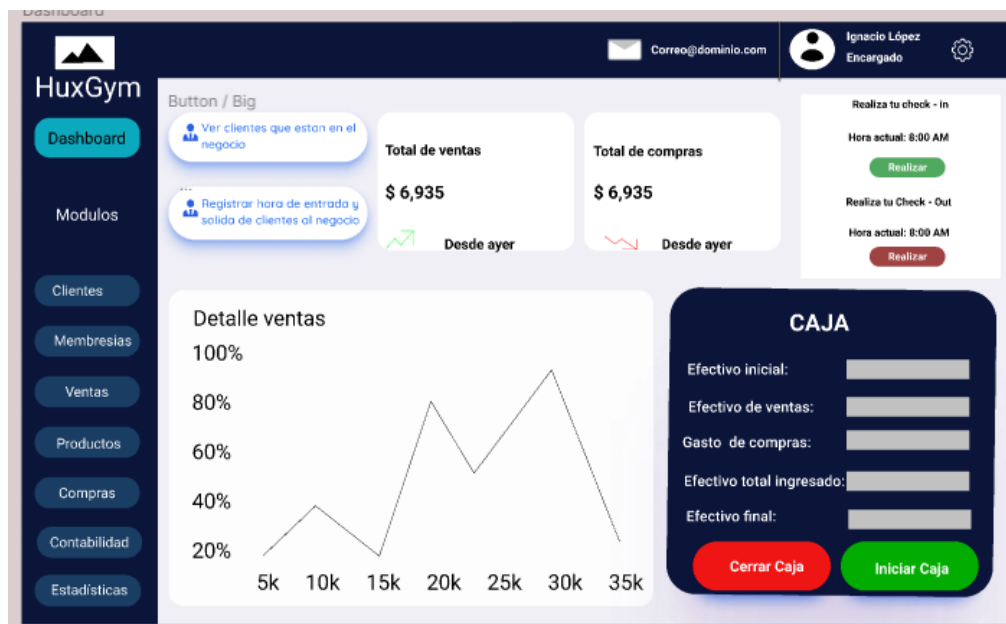 Dashboard
HuxGym
Correo@dominio.com
Ignacio López
Encargado
Dashboard
Modulos
Clientes
Membresias
Ventas
Productos
Compras
Contabilidad
Estadísticas
Button / Big
Ver clientes que estan en el
negocio
...
Registrar hora de entrada y
salida de clientes al negocio
Total de ventas
$ 6,935
Desde ayer
Total de compras
$ 6,935
Desde ayer
Realiza tu check - in
Hora actual: 8:00 AM
Realizar
Realiza tu Check - Out
Hora actual: 8:00 AM
Realizar
Detalle ventas
100%
80%
60%
40%
20%
5k 10k 15k 20k 25k 30k 35k
CAJA
Efectivo inicial:
Efectivo de ventas:
Gasto de compras:
Efectivo total ingresado:
Efectivo final:
Cerrar Caja
Iniciar Caja